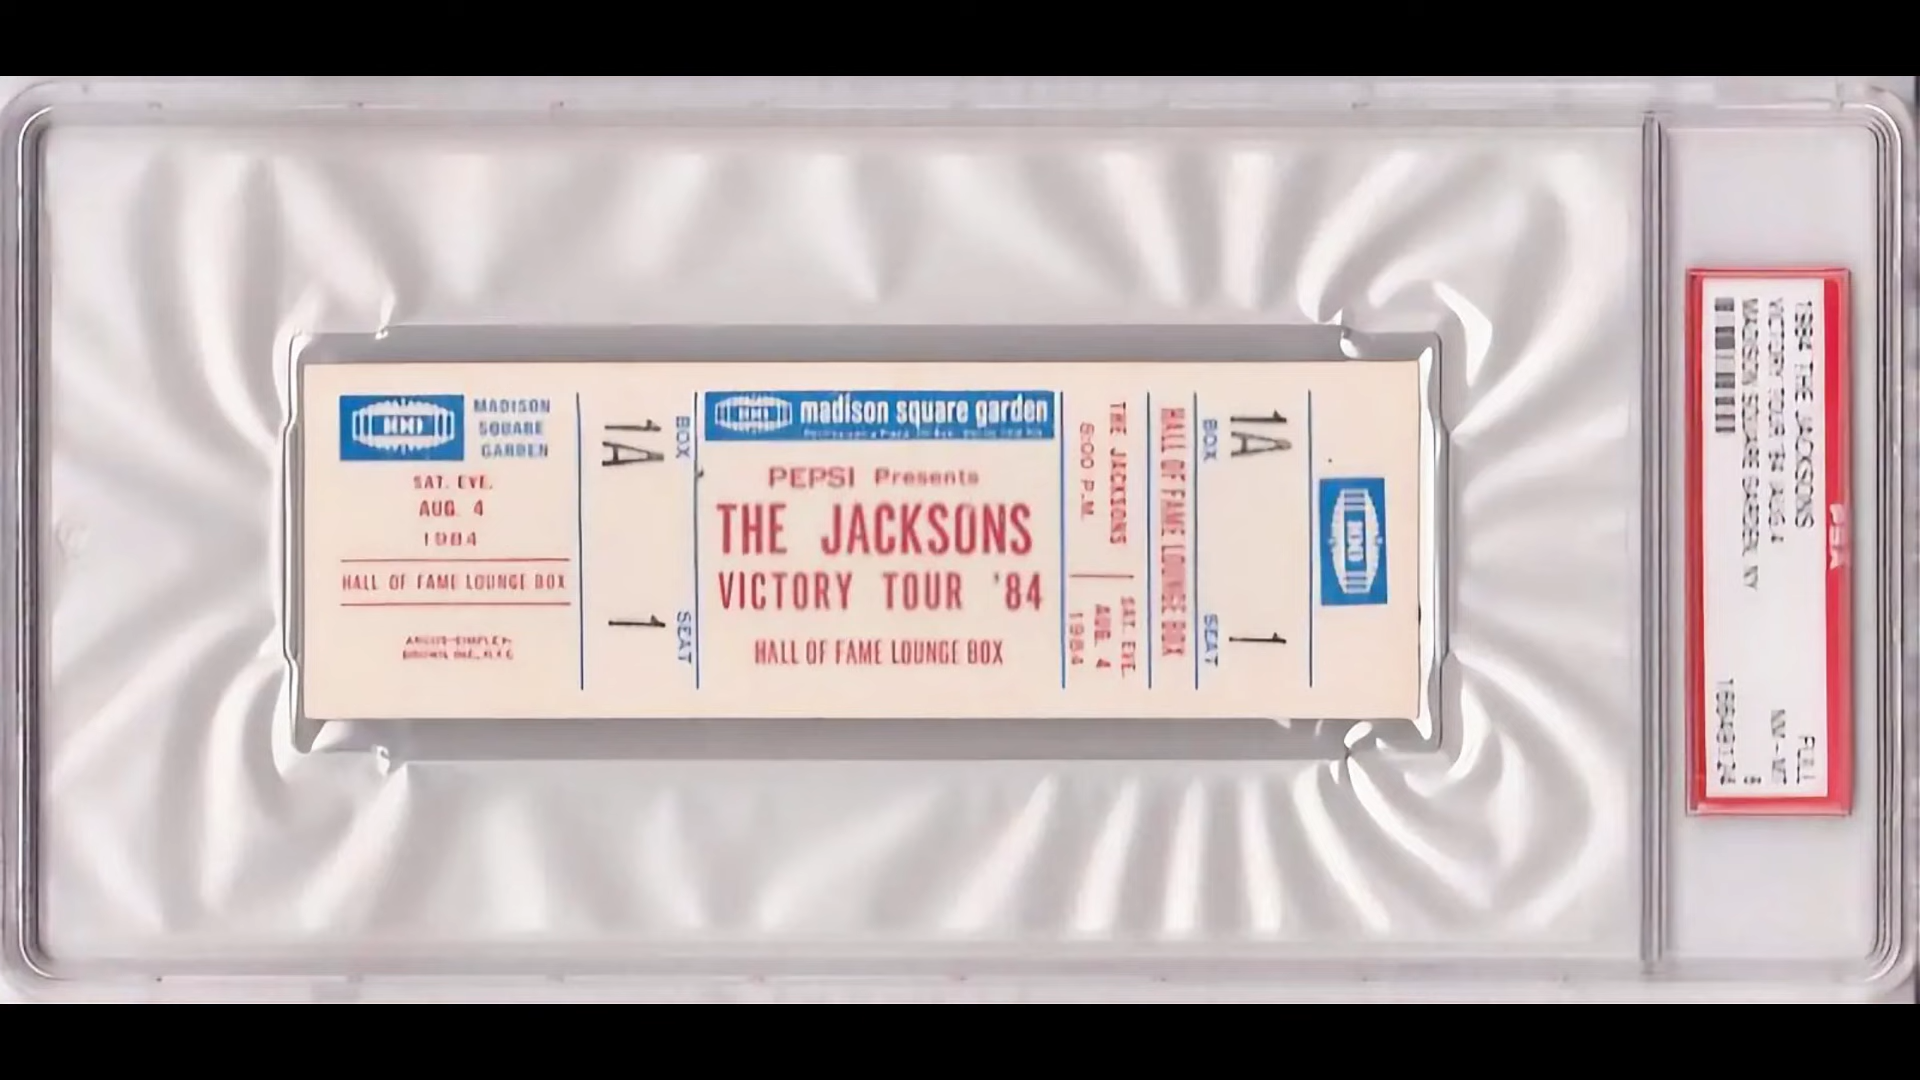 MADISON
SQUARE
GARDEN
SAT. EVE.
AUG. 4
1984
HALL OF FAME LOUNGE BOX
1A
BOX
1
SEAT
madison square garden
PEPSI Presents
THE JACKSONS
VICTORY TOUR '84
HALL OF FAME LOUNGE BOX
THE JACKSONS
8:00 P.M.
SAT. EVE.
AUG. 4
1984
HALL OF FAME LOUNGE BOX
BOX
1A
SEAT
1
PSA
1984 THE JACKSONS
FULL
VICTORY TOUR '84 AUG.4
NM-MT
MADISON SQUARE GARDEN, NY
8